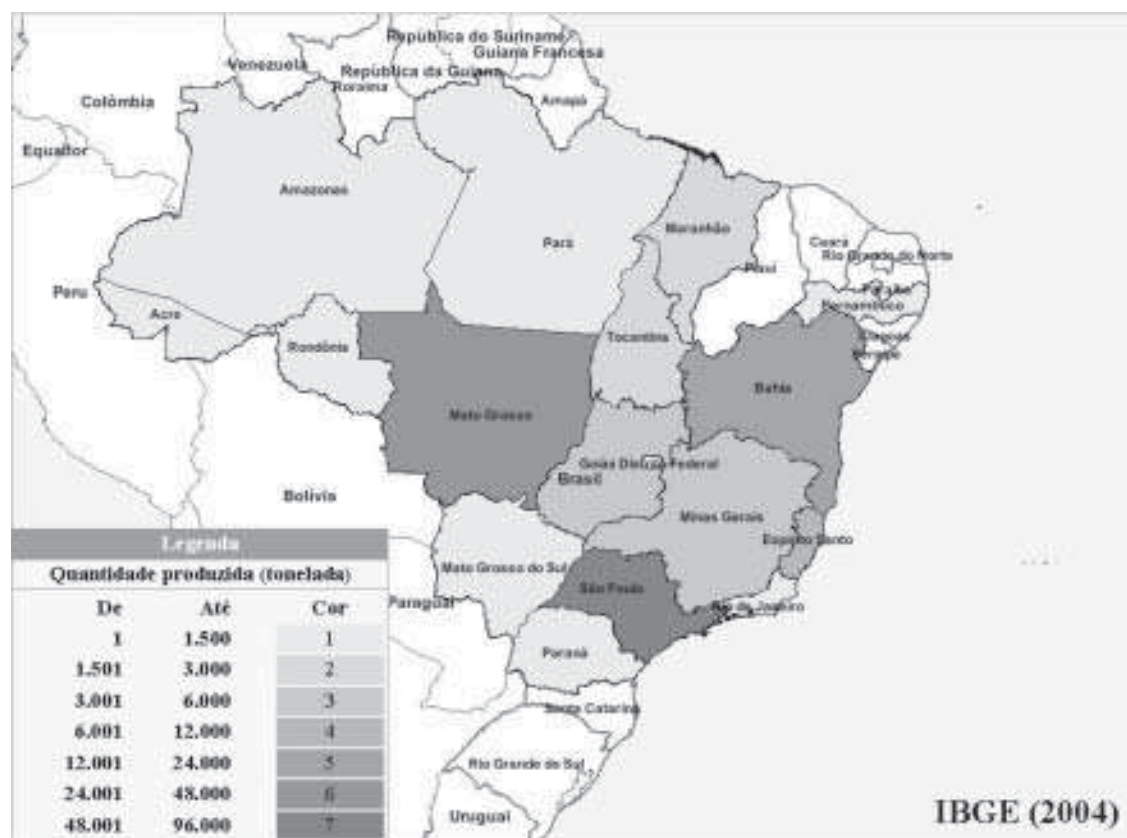 República do Suriname
Guiana Francesa
Venezuela
República da Guiana
Roraima
Colômbia
Amapá
Equador
Amazonas
Maranhão
Pará
Ceara
Rio Grande do Norte
Piauí
Peru
Paraíba
Pernambuco
Acre
Tocantins
Rondônia
Alagoas
Sergipe
Bahia
Mato Grosso
Goiás Distrito Federal
Brasil
Bolívia
Minas Gerais
Espirito Santo
Mato Grosso do Sul
São Paulo
Rio de Janeiro
Paraguai
Paraná
Santa Catarina
Rio Grande do Sul
Uruguai
Legenda
Quantidade produzida (tonelada)
De Até Cor
1 1.500 1
1.501 3.000 2
3.001 6.000 3
6.001 12.000 4
12.001 24.000 5
24.001 48.000 6
48.001 96.000 7
IBGE (2004)